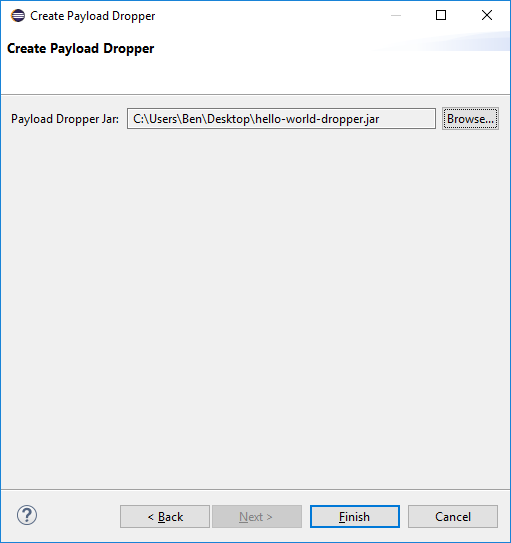 Create Payload Dropper
Create Payload Dropper
Payload Dropper Jar: C:\Users\Ben\Desktop\hello-world-dropper.jar Browse...
? < Back Next > Finish Cancel